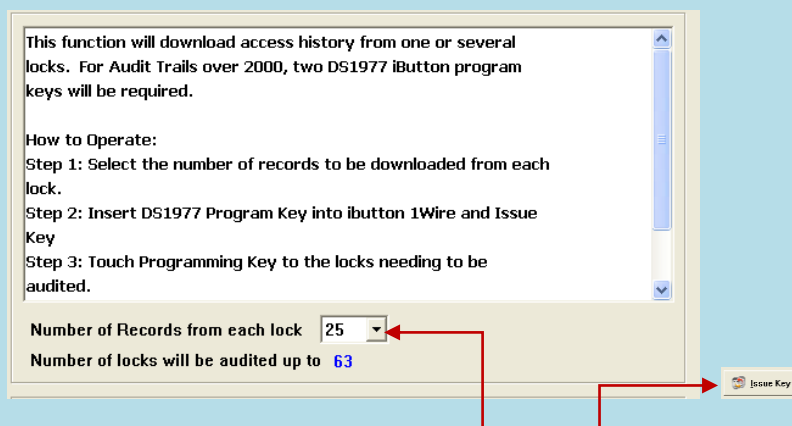 This function will download access history from one or several
locks.  For Audit Trails over 2000, two DS1977 iButton program
keys will be required.
How to Operate:
Step 1: Select the number of records to be downloaded from each
lock.
Step 2: Insert DS1977 Program Key into ibutton 1Wire and Issue
Key
Step 3: Touch Programming Key to the locks needing to be
audited.
Number of Records from each lock 25
Number of locks will be audited up to 63
Issue Key